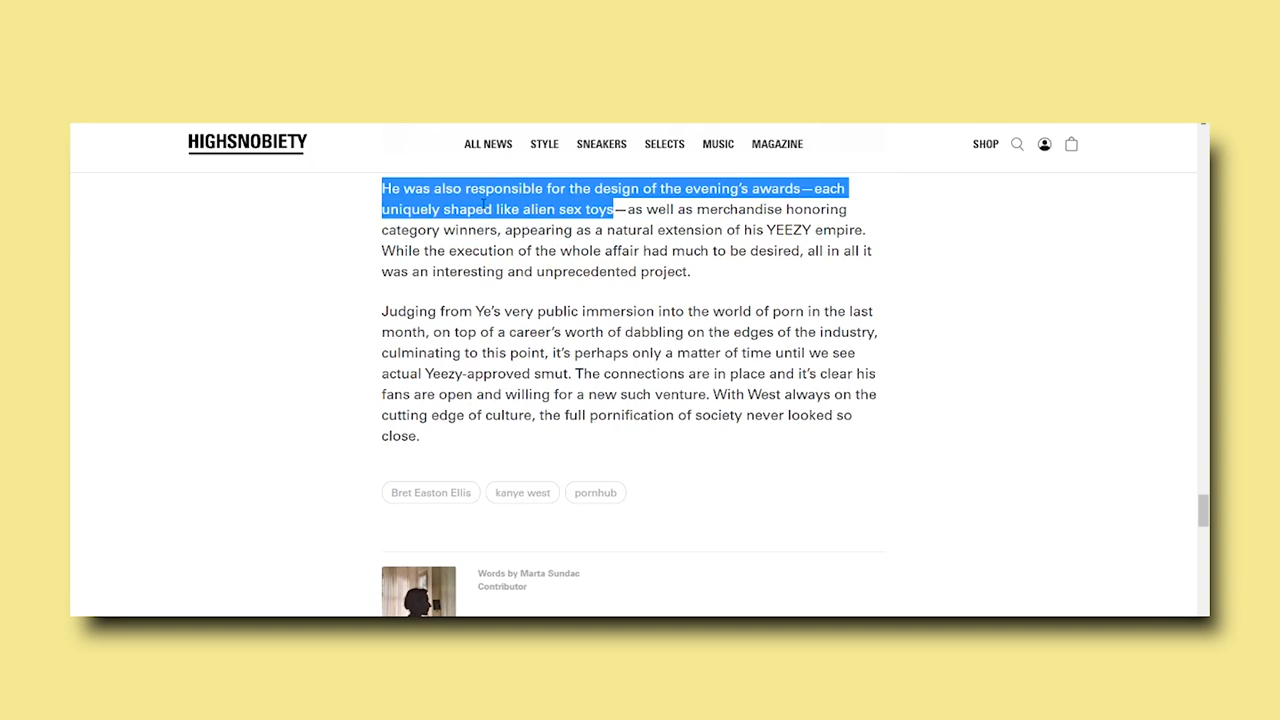 HIGHSNOBIETY
ALL NEWS STYLE SNEAKERS SELECTS MUSIC MAGAZINE
SHOP
He was also responsible for the design of the evening's awards—each
uniquely shaped like alien sex toys—as well as merchandise honoring
category winners, appearing as a natural extension of his YEEZY empire.
While the execution of the whole affair had much to be desired, all in all it
was an interesting and unprecedented project.
Judging from Ye's very public immersion into the world of porn in the last
month, on top of a career's worth of dabbling on the edges of the industry,
culminating to this point, it's perhaps only a matter of time until we see
actual Yeezy-approved smut. The connections are in place and it's clear his
fans are open and willing for a new such venture. With West always on the
cutting edge of culture, the full pornification of society never looked so
close.
Bret Easton Ellis kanye west pornhub
Words by Marta Sundac
Contributor